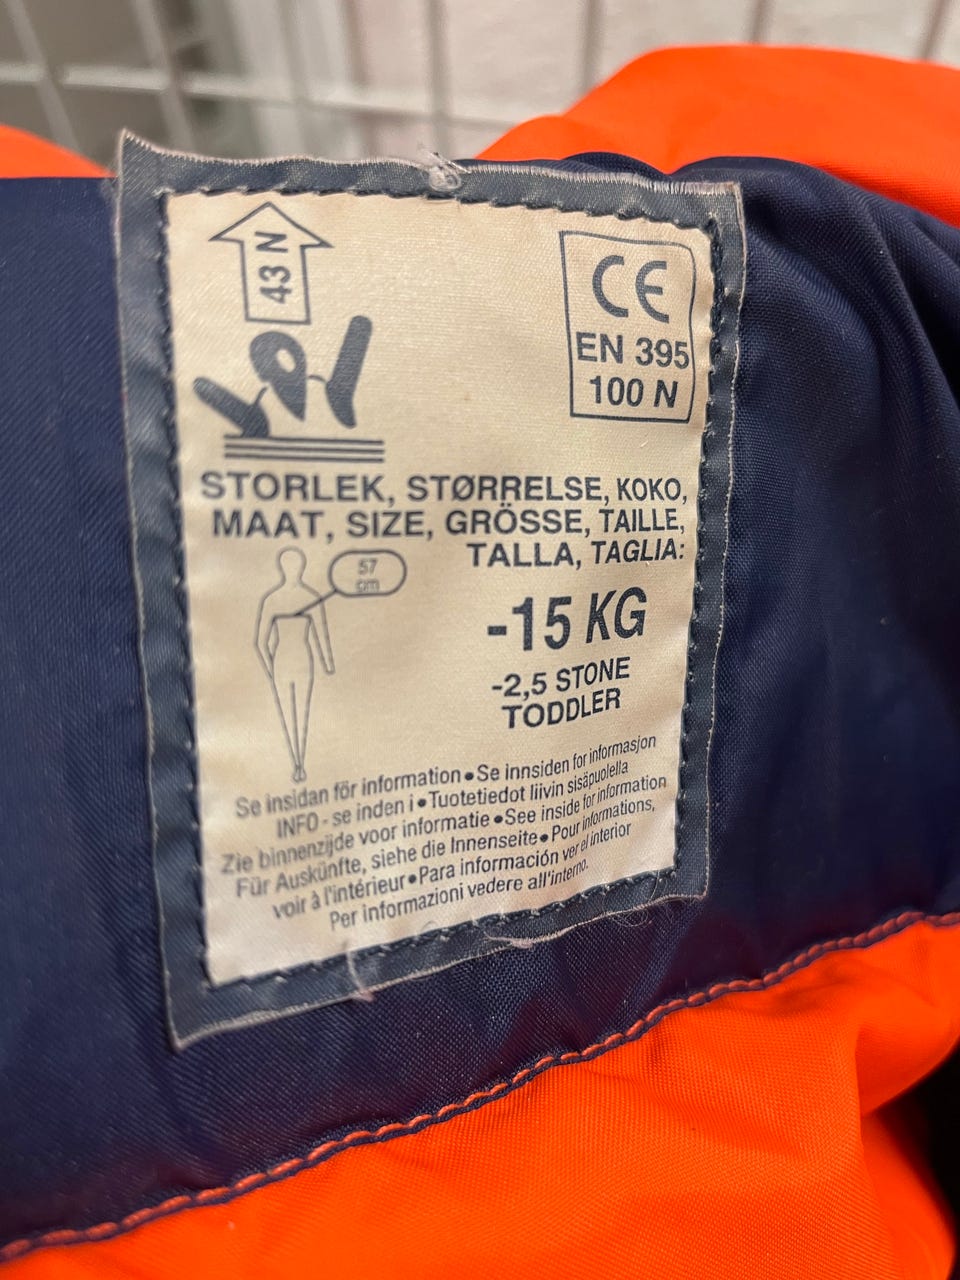 43 N
CE
EN 395
100 N
STORLEK, STØRRELSE, KOKO,
MAAT, SIZE, GRÖSSE, TAILLE,
TALLA, TAGLIA:
57
cm
-15 KG
-2,5 STONE
TODDLER
Se insidan för information • Se innsiden for informasjon
INFO - se inden i • Tuotetiedot liivin sisäpuolella
Zie binnenzijde voor informatie • See inside for information
Für Auskünfte, siehe die Innenseite • Pour informations,
voir à l'intérieur • Para información ver el interior
Per informazioni vedere all'interno.